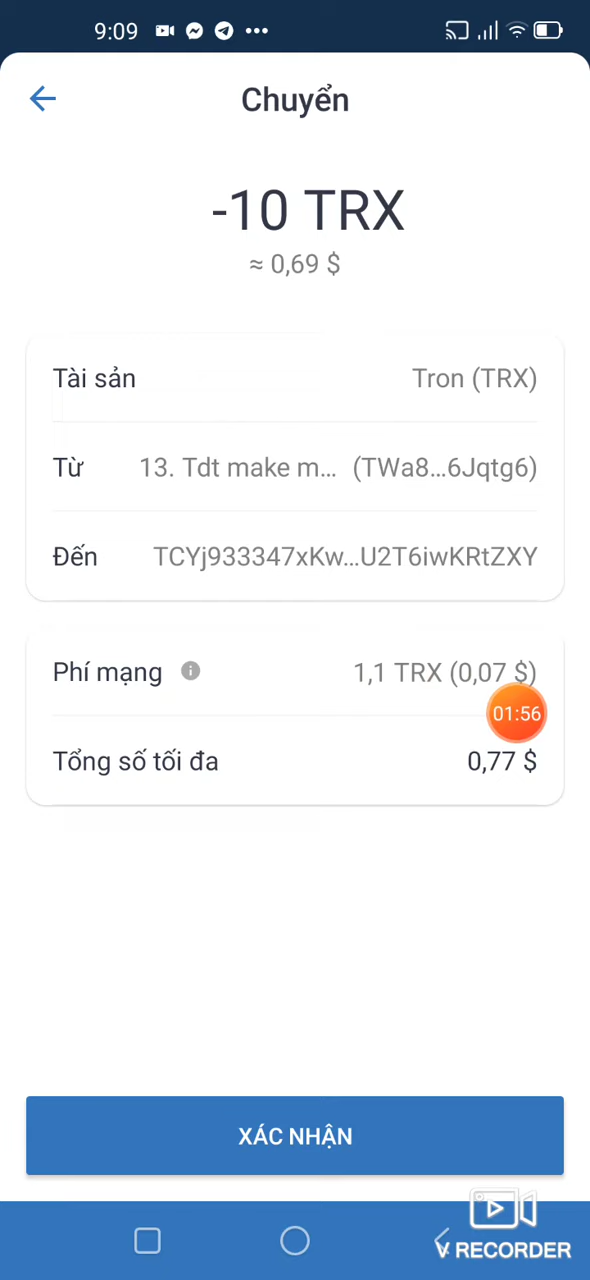 9:09
Chuyển
-10 TRX
≈ 0,69 $
Tài sản Tron (TRX)
Từ 13. Tdt make m... (TWa8...6Jqtg6)
Đến TCYj933347xKw...U2T6iwKRtZXY
Phí mạng 1,1 TRX (0,07 $)
01:56
Tổng số tối đa 0,77 $
XÁC NHẬN
V RECORDER